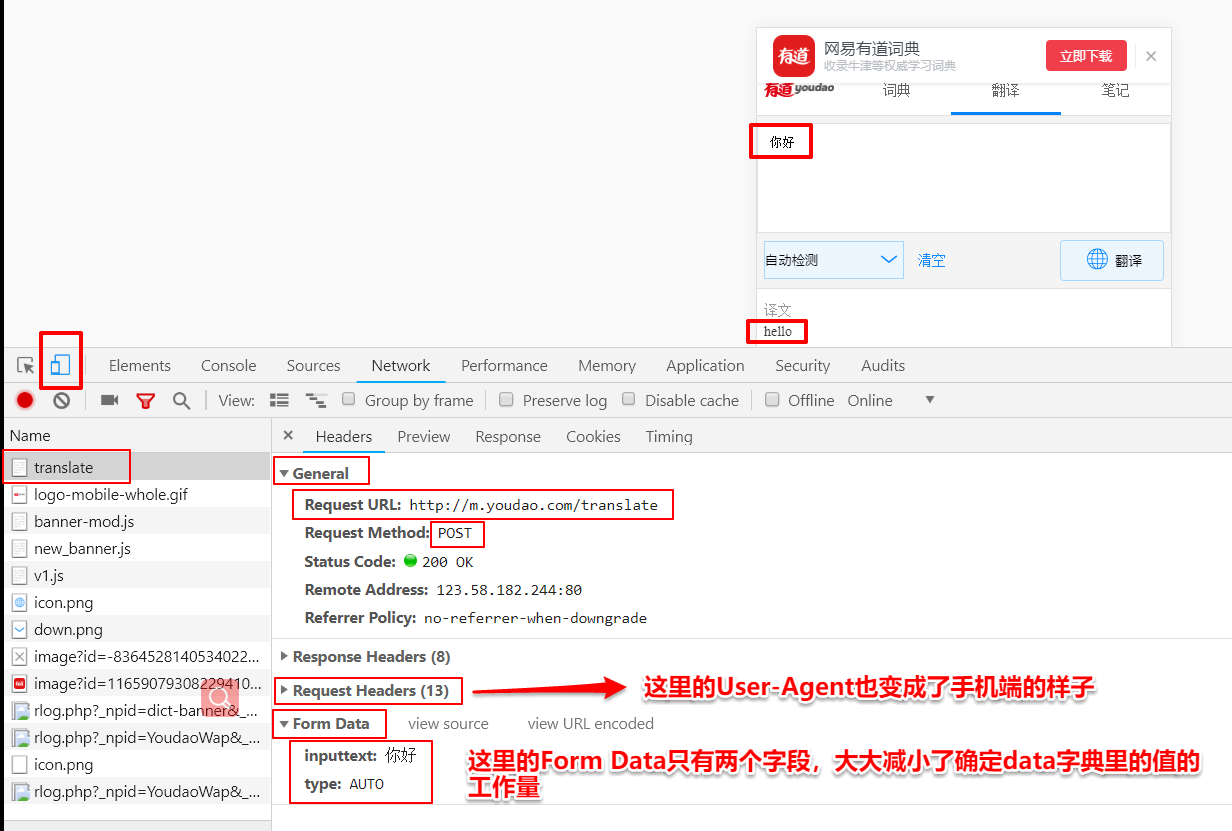 有道
网易有道词典
收录牛津等权威学习词典
立即下载
有道youdao
词典
翻译
笔记
你好
自动检测
清空
翻译
译文
hello
Elements Console Sources Network Performance Memory Application Security Audits
View: Group by frame Preserve log Disable cache Offline Online
Name
Headers Preview Response Cookies Timing
translate
logo-mobile-whole.gif
banner-mod.js
new_banner.js
v1.js
icon.png
down.png
image?id=-8364528140534022...
image?id=11659079308229410...
rlog.php?_npid=dict-banner&_...
rlog.php?_npid=YoudaoWap&_...
icon.png
rlog.php?_npid=YoudaoWap&_...
General
Request URL: http://m.youdao.com/translate
Request Method: POST
Status Code: 200 OK
Remote Address: 123.58.182.244:80
Referrer Policy: no-referrer-when-downgrade
Response Headers (8)
Request Headers (13)
这里的User-Agent也变成了手机端的样子
Form Data view source view URL encoded
inputtext: 你好
type: AUTO
这里的Form Data只有两个字段，大大减小了确定data字典里的值的
工作量